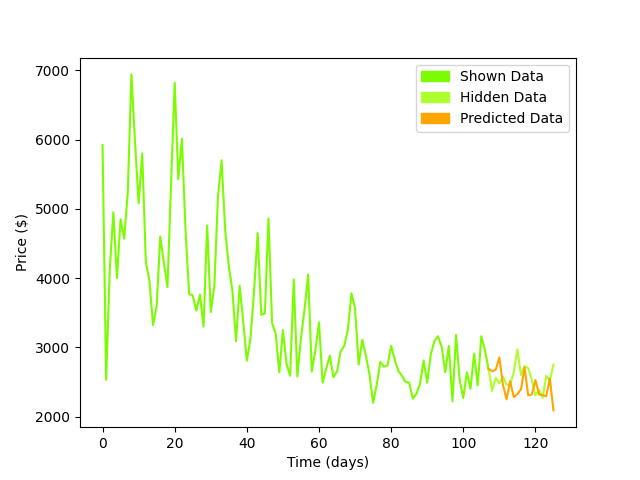 7000
6000
5000
4000
3000
2000
Price ($)
0 20 40 60 80 100 120
Time (days)
Shown Data
Hidden Data
Predicted Data